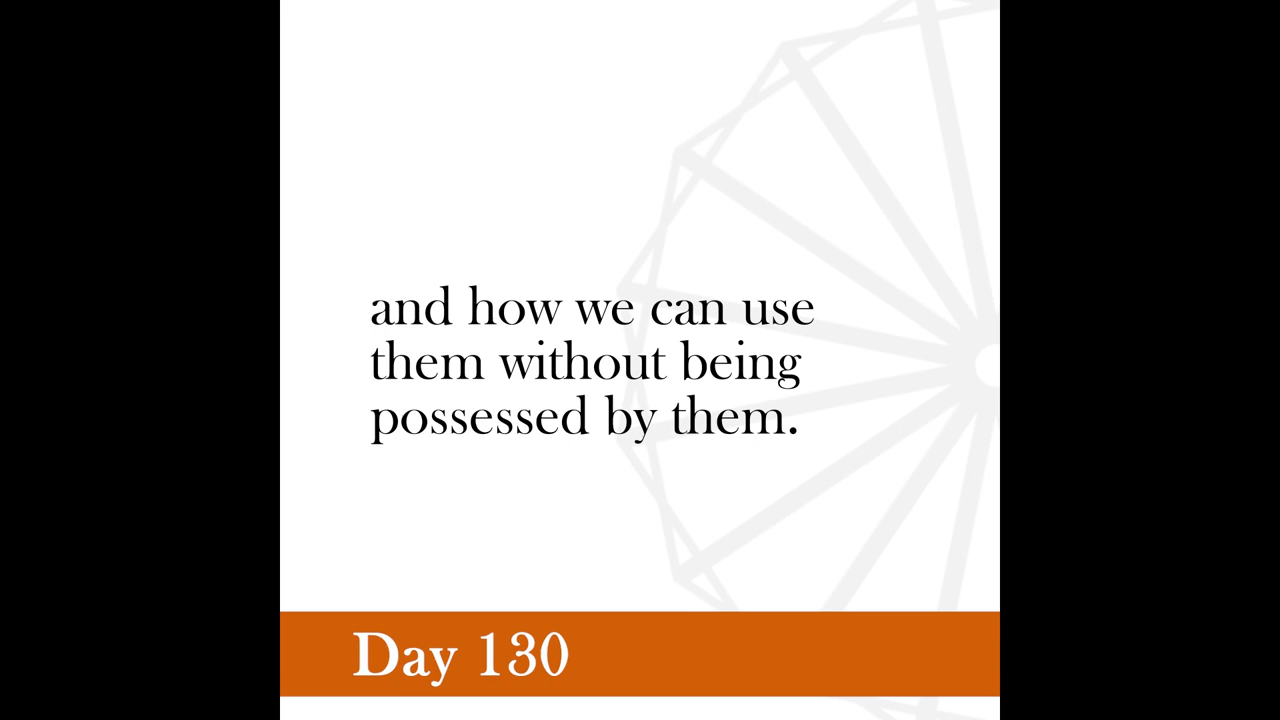 and how we can use
them without being
possessed by them.
Day 130